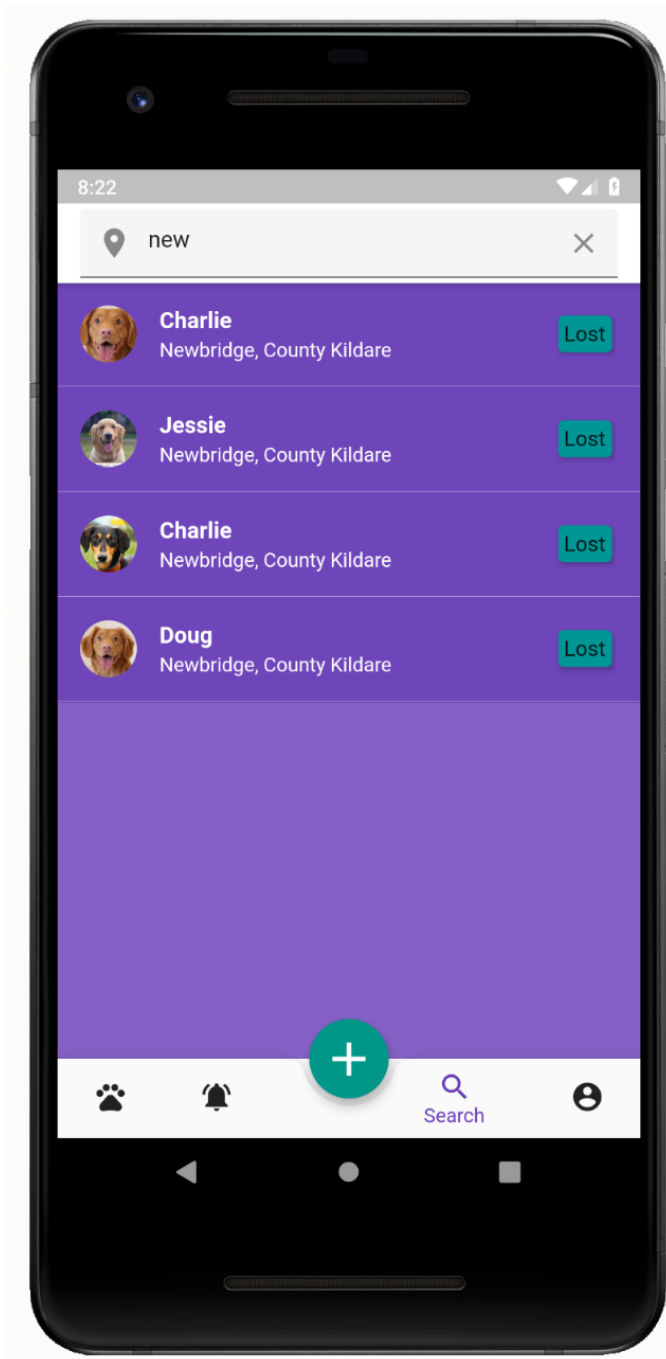 8:22
new
Charlie
Newbridge, County Kildare
Lost
Jessie
Newbridge, County Kildare
Lost
Charlie
Newbridge, County Kildare
Lost
Doug
Newbridge, County Kildare
Lost
Search